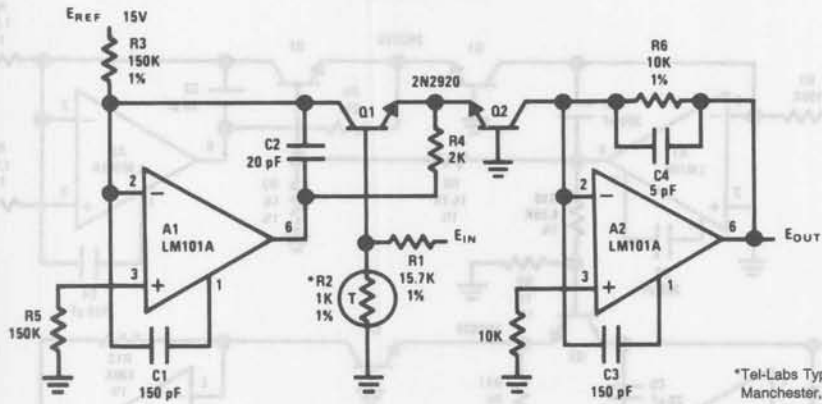 EREF 15V
R3
150K
1%
2N2920
R6
10K
1%
Q1
Q2
C2
20 pF
R4
2K
C4
5 pF
2
A1
LM101A
6
3
1
EIN
R1
15.7K
1%
*R2
1K
1%
T
2
A2
LM101A
6
EOUT
3
1
R5
150K
C1
150 pF
10K
C3
150 pF
*Tel-Labs
Manchester,